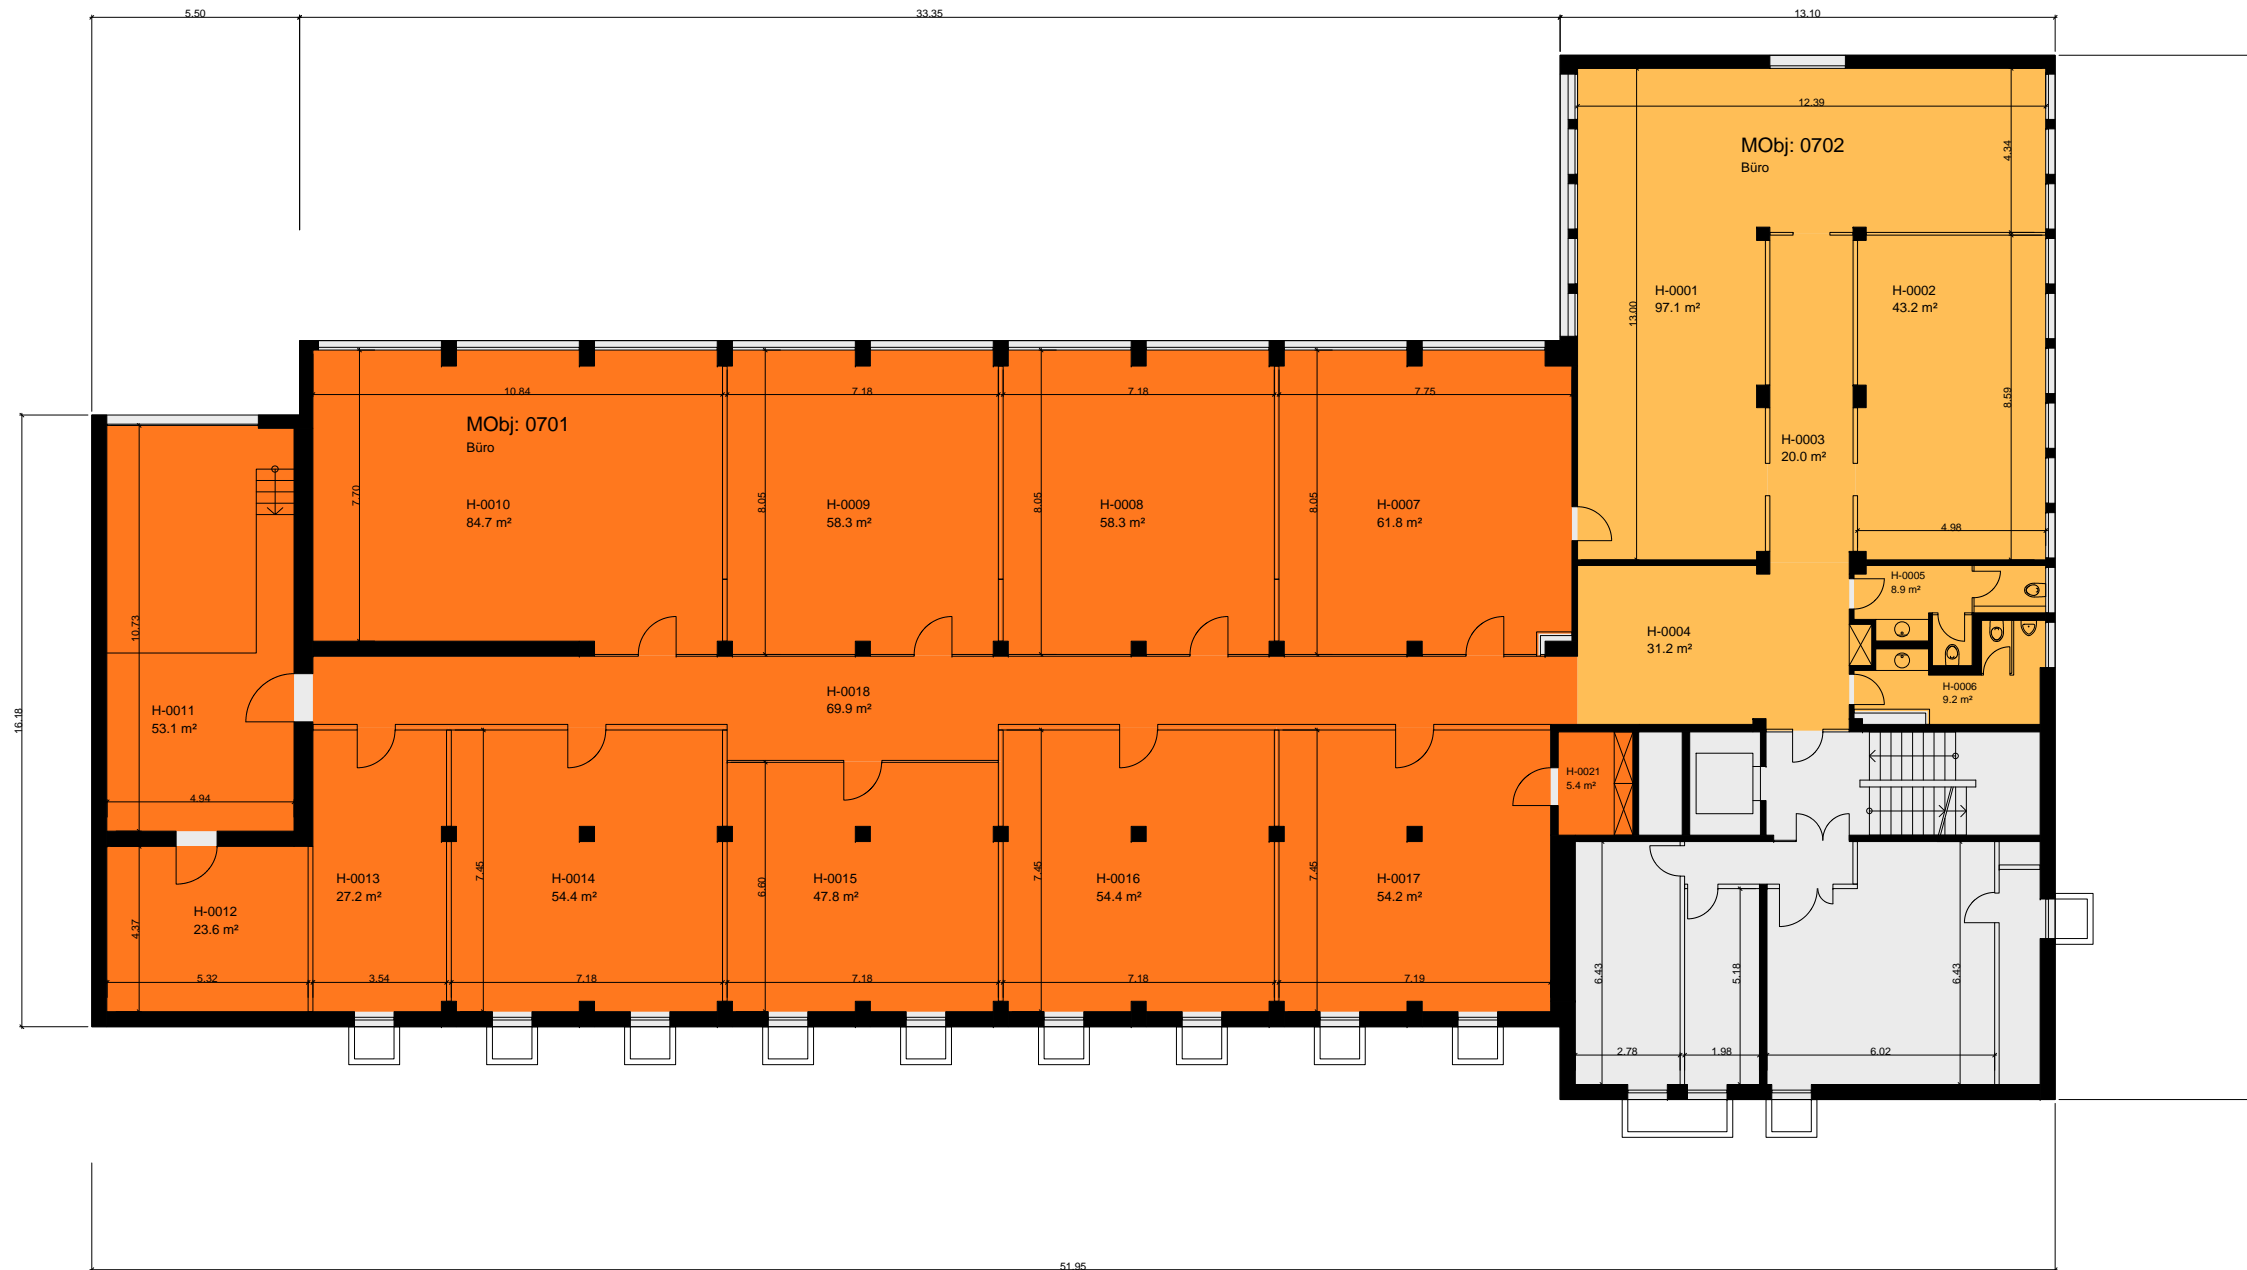 5.50
33.35
13.10
12.39
MObj: 0702
Büro
4.34
H-0001
97.1 m²
13.00
H-0002
43.2 m²
8.59
H-0003
20.0 m²
4.98
10.84
7.18
7.18
7.75
MObj: 0701
Büro
7.70
8.05
8.05
8.05
H-0010
84.7 m²
H-0009
58.3 m²
H-0008
58.3 m²
H-0007
61.8 m²
H-0005
8.9 m²
10.73
H-0004
31.2 m²
H-0006
9.2 m²
H-0018
69.9 m²
H-0011
53.1 m²
16.18
4.94
H-0021
5.4 m²
7.45
6.60
7.45
7.45
H-0013
27.2 m²
H-0014
54.4 m²
H-0015
47.8 m²
H-0016
54.4 m²
H-0017
54.2 m²
H-0012
23.6 m²
4.37
5.32
3.54
7.18
7.18
7.18
7.19
6.43
5.18
6.43
2.78
1.98
6.02
51.95